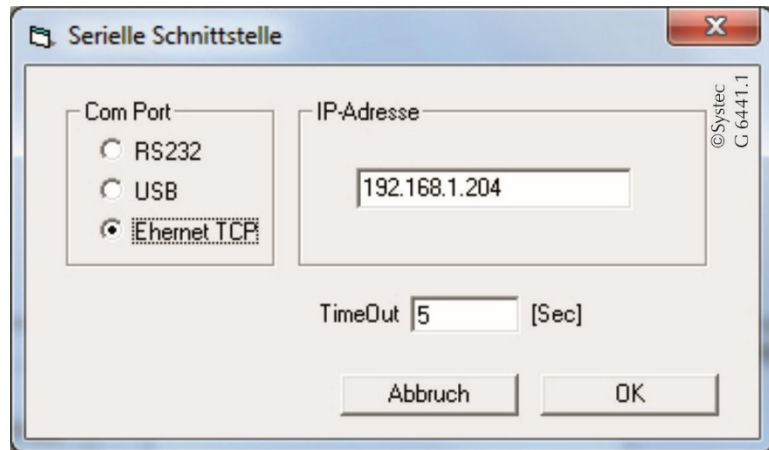 Serielle Schnittstelle
Com Port
RS232
USB
Ehernet TCP
IP-Adresse
192.168.1.204
TimeOut 5 [Sec]
Abbruch OK
©Systec
G 6441.1